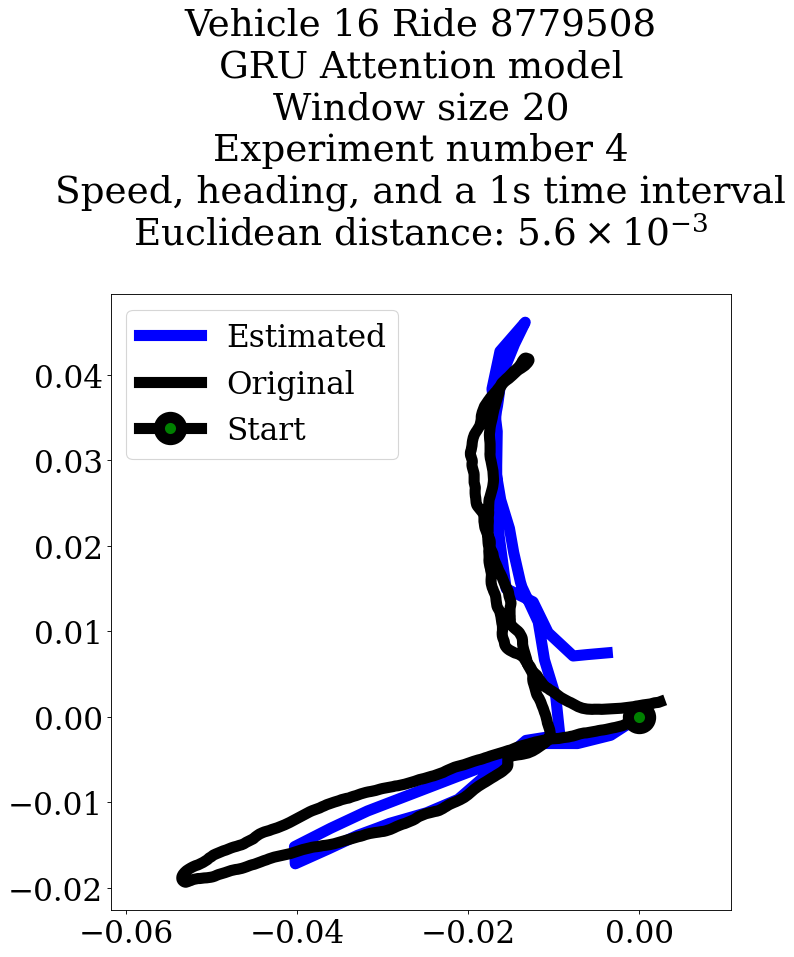 Vehicle 16 Ride 8779508
GRU Attention model
Window size 20
Experiment number 4
Speed, heading, and a 1s time interval
Euclidean distance: 5.6 × 10⁻³
Estimated
Original
Start
0.04
0.03
0.02
0.01
0.00
−0.01
−0.02
−0.06 −0.04 −0.02 0.00